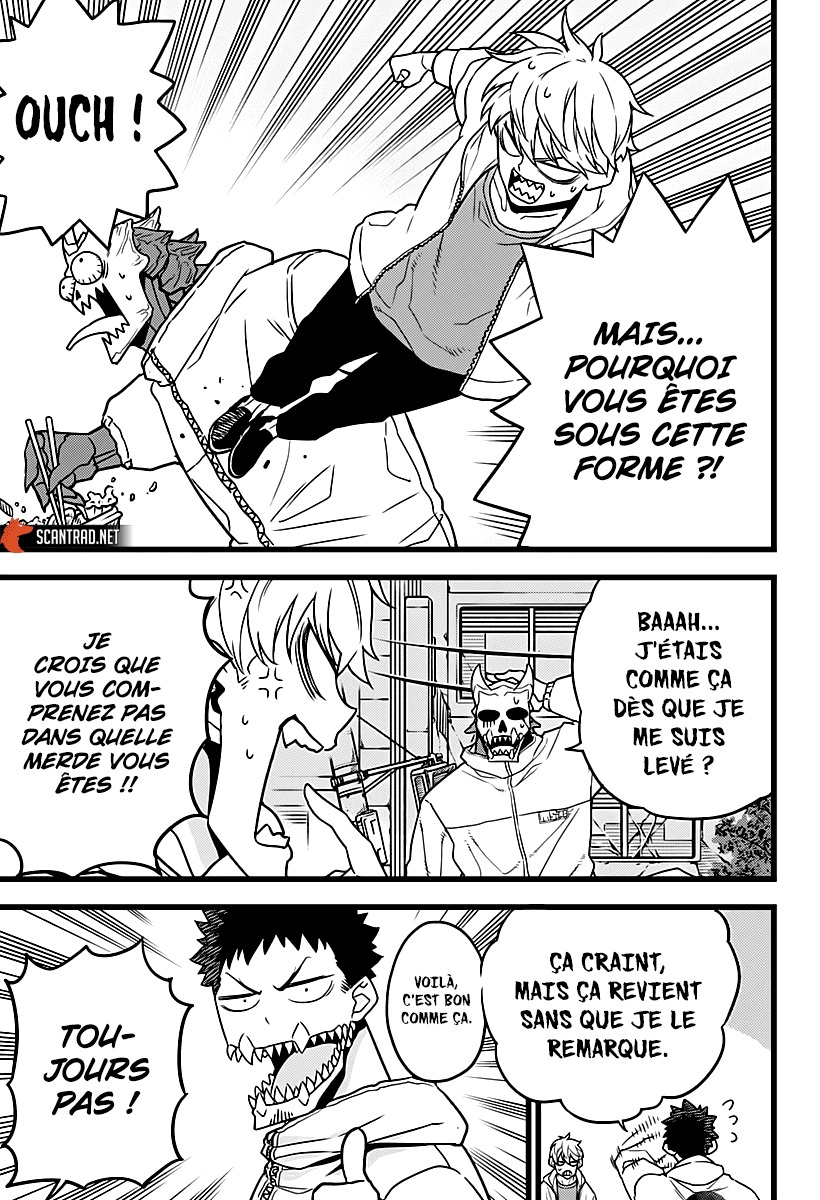 OUCH !
MAIS...
POURQUOI
VOUS ÊTES
SOUS CETTE
FORME ?!
SCANTRAD.NET
BAAAH...
J'ÉTAIS
COMME ÇA
DÈS QUE JE
ME SUIS
LEVÉ ?
JE
CROIS QUE
VOUS COM-
PRENEZ PAS
DANS QUELLE
MERDE VOUS
ÊTES !!
ÇA CRAINT,
MAIS ÇA REVIENT
SANS QUE JE LE
REMARQUE.
VOILÀ,
C'EST BON
COMME ÇA.
TOU-
JOURS
PAS !